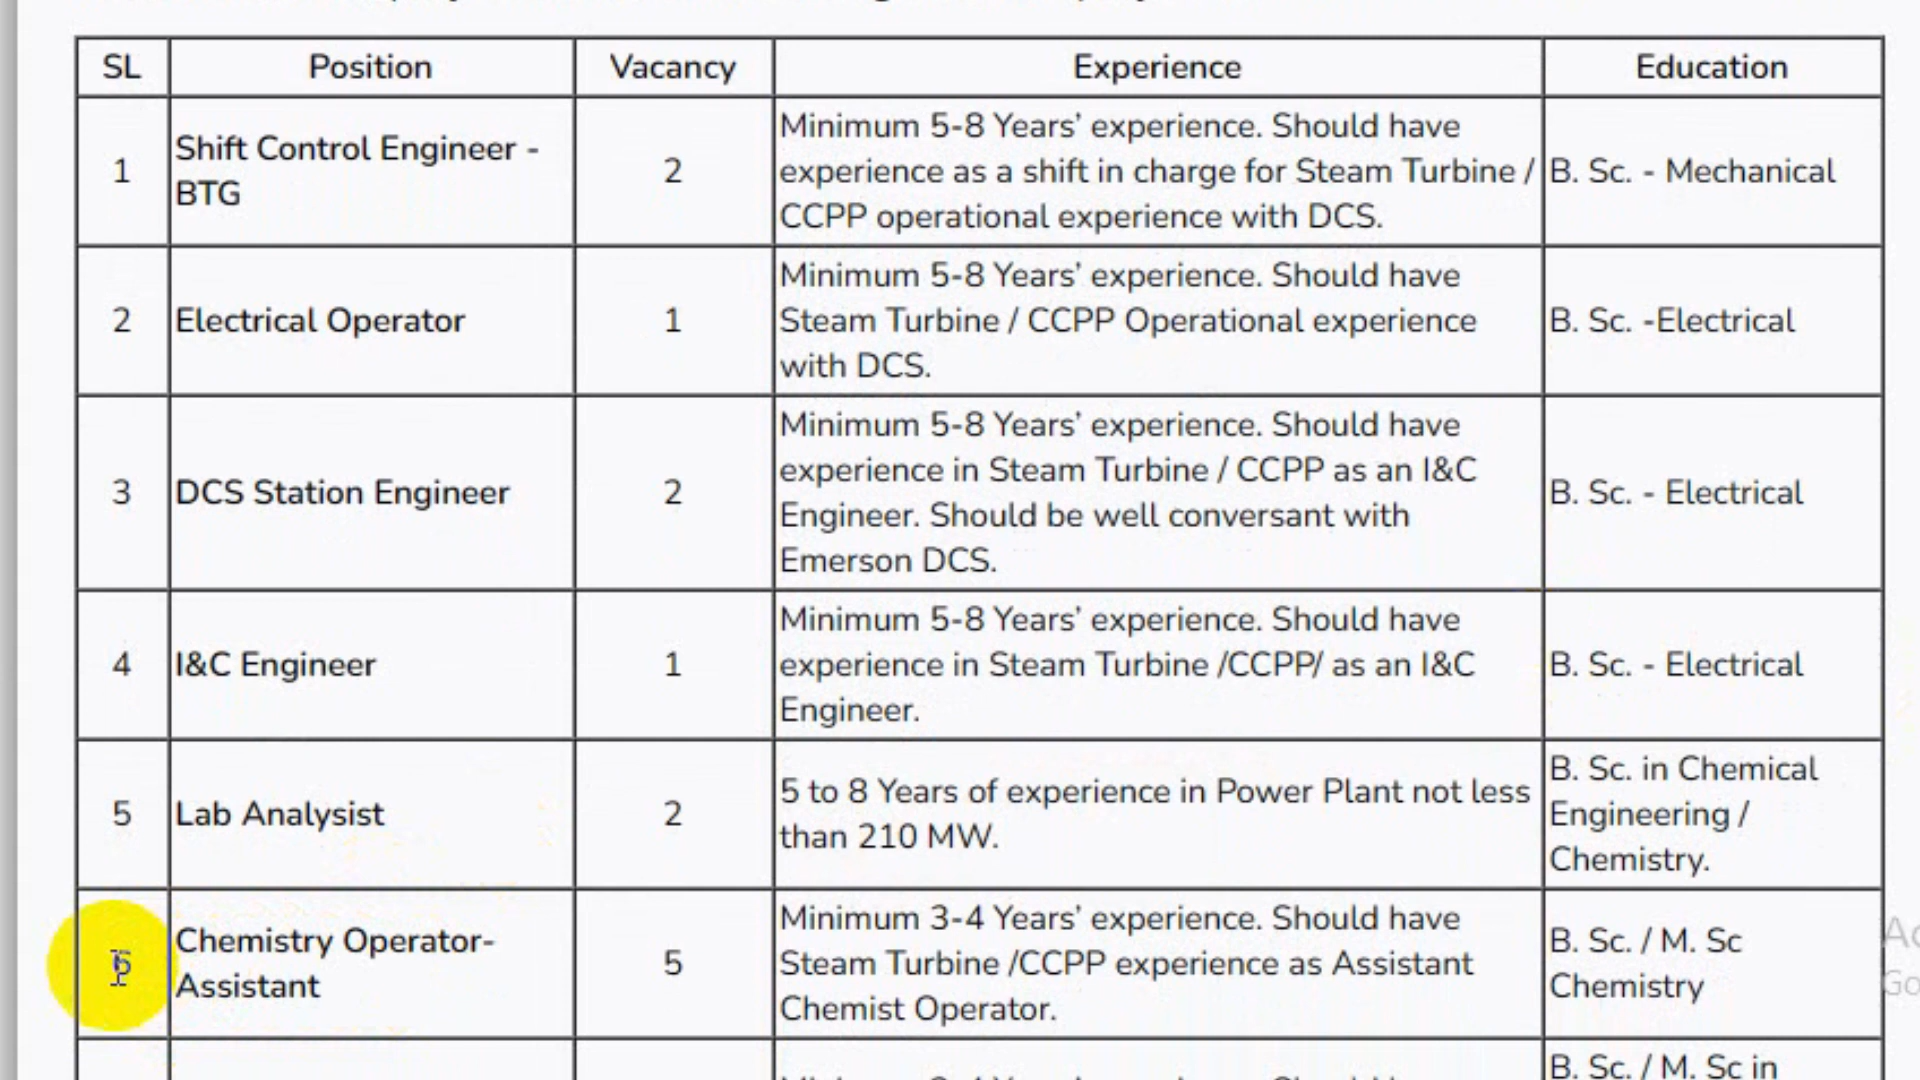 SL Position Vacancy Experience Education
1
Shift Control Engineer -
BTG
2
Minimum 5-8 Years’ experience. Should have
experience as a shift in charge for Steam Turbine /
CCPP operational experience with DCS.
B. Sc. - Mechanical
2
Electrical Operator
1
Minimum 5-8 Years’ experience. Should have
Steam Turbine / CCPP Operational experience
with DCS.
B. Sc. -Electrical
3
DCS Station Engineer
2
Minimum 5-8 Years’ experience. Should have
experience in Steam Turbine / CCPP as an I&C
Engineer. Should be well conversant with
Emerson DCS.
B. Sc. - Electrical
4
I&C Engineer
1
Minimum 5-8 Years’ experience. Should have
experience in Steam Turbine /CCPP/ as an I&C
Engineer.
B. Sc. - Electrical
5
Lab Analysist
2
5 to 8 Years of experience in Power Plant not less
than 210 MW.
B. Sc. in Chemical
Engineering /
Chemistry.
6
Chemistry Operator-
Assistant
5
Minimum 3-4 Years’ experience. Should have
Steam Turbine /CCPP experience as Assistant
Chemist Operator.
B. Sc. / M. Sc
Chemistry
B. Sc. / M. Sc in